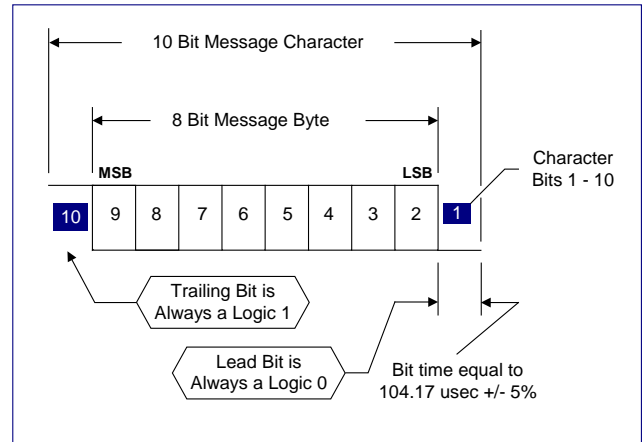 10 Bit Message Character
8 Bit Message Byte
MSB
LSB
Character
Bits 1 - 10
10
9
8
7
6
5
4
3
2
1
Trailing Bit is
Always a Logic 1
Lead Bit is
Always a Logic 0
Bit time equal to
104.17 usec +/- 5%